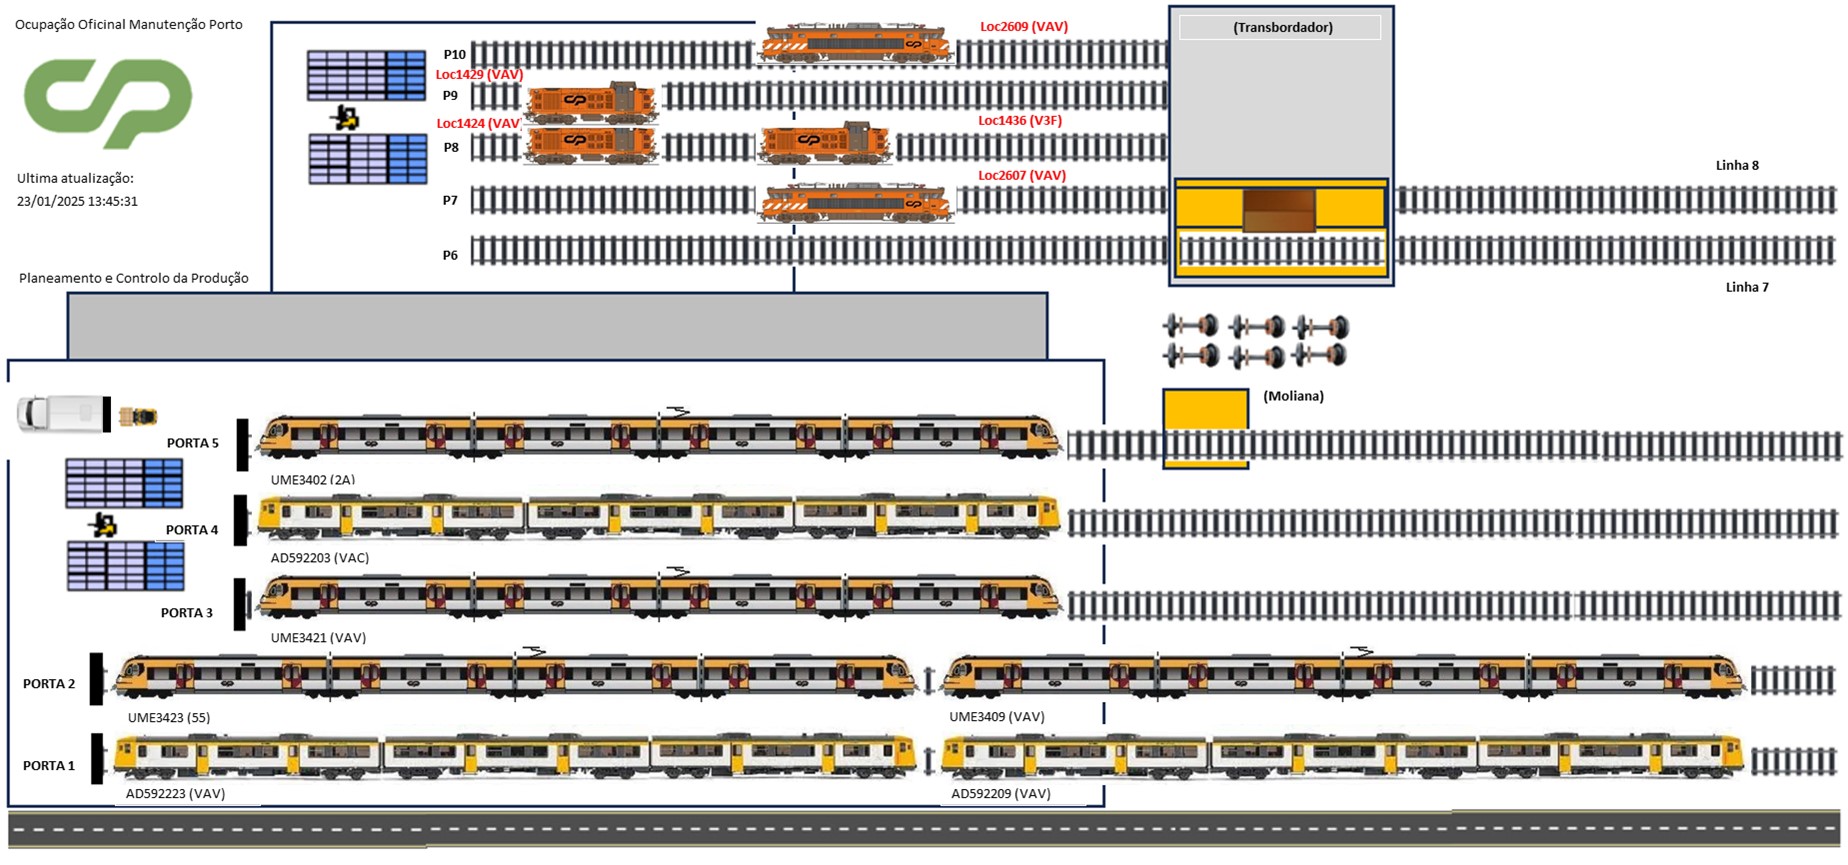 Ocupação Oficinal Manutenção Porto
CP
Ultima atualização:
23/01/2025 13:45:31
Planeamento e Controlo da Produção
Loc2609 (VAV)
P10
Loc1429 (VAV)
P9
Loc1424 (VAV)
Loc1436 (V3F)
P8
Loc2607 (VAV)
P7
P6
(Transbordador)
Linha 8
Linha 7
(Moliana)
PORTA 5
UME3402 (2A)
PORTA 4
AD592203 (VAC)
PORTA 3
UME3421 (VAV)
PORTA 2
UME3423 (55)
UME3409 (VAV)
PORTA 1
AD592223 (VAV)
AD592209 (VAV)